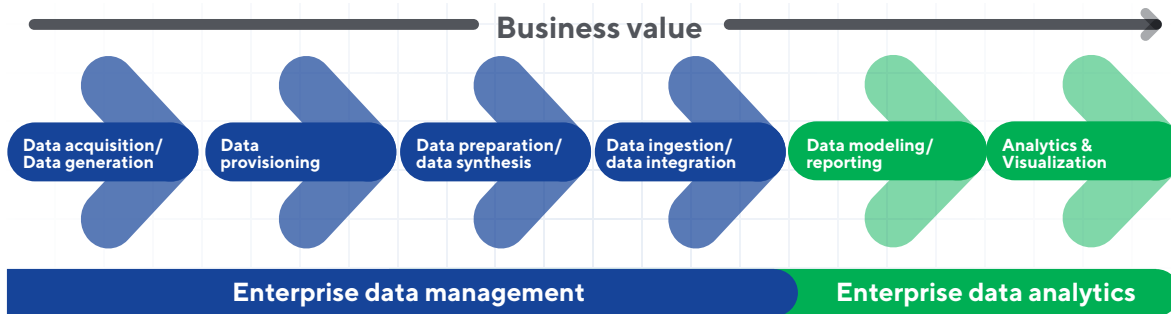 Business value
Data acquisition/
Data generation
Data
provisioning
Data preparation/
data synthesis
Data ingestion/
data integration
Data modeling/
reporting
Analytics &
Visualization
Enterprise data management
Enterprise data analytics